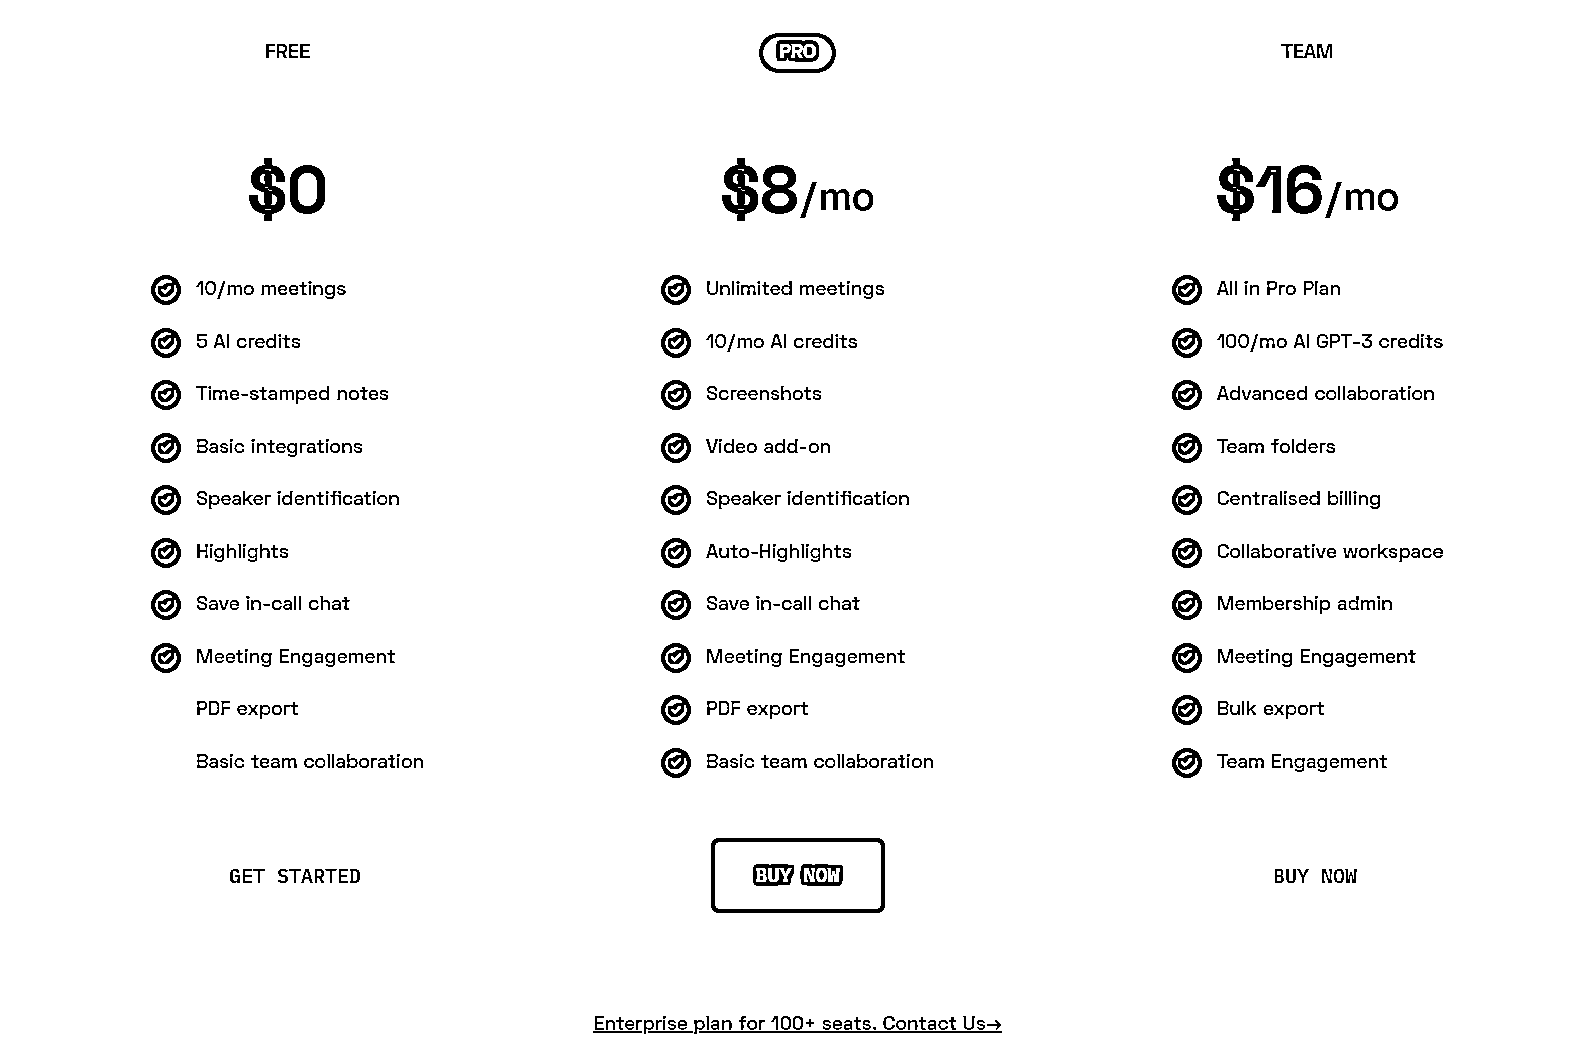 FREE
$0
10/mo meetings
5 AI credits
Time-stamped notes
Basic integrations
Speaker identification
Highlights
Save in-call chat
Meeting Engagement
PDF export
Basic team collaboration
GET STARTED
PRO
$8/mo
Unlimited meetings
10/mo AI credits
Screenshots
Video add-on
Speaker identification
Auto-Highlights
Save in-call chat
Meeting Engagement
PDF export
Basic team collaboration
BUY NOW
TEAM
$16/mo
All in Pro Plan
100/mo AI GPT-3 credits
Advanced collaboration
Team folders
Centralised billing
Collaborative workspace
Membership admin
Meeting Engagement
Bulk export
Team Engagement
BUY NOW
Enterprise plan for 100+ seats. Contact Us→